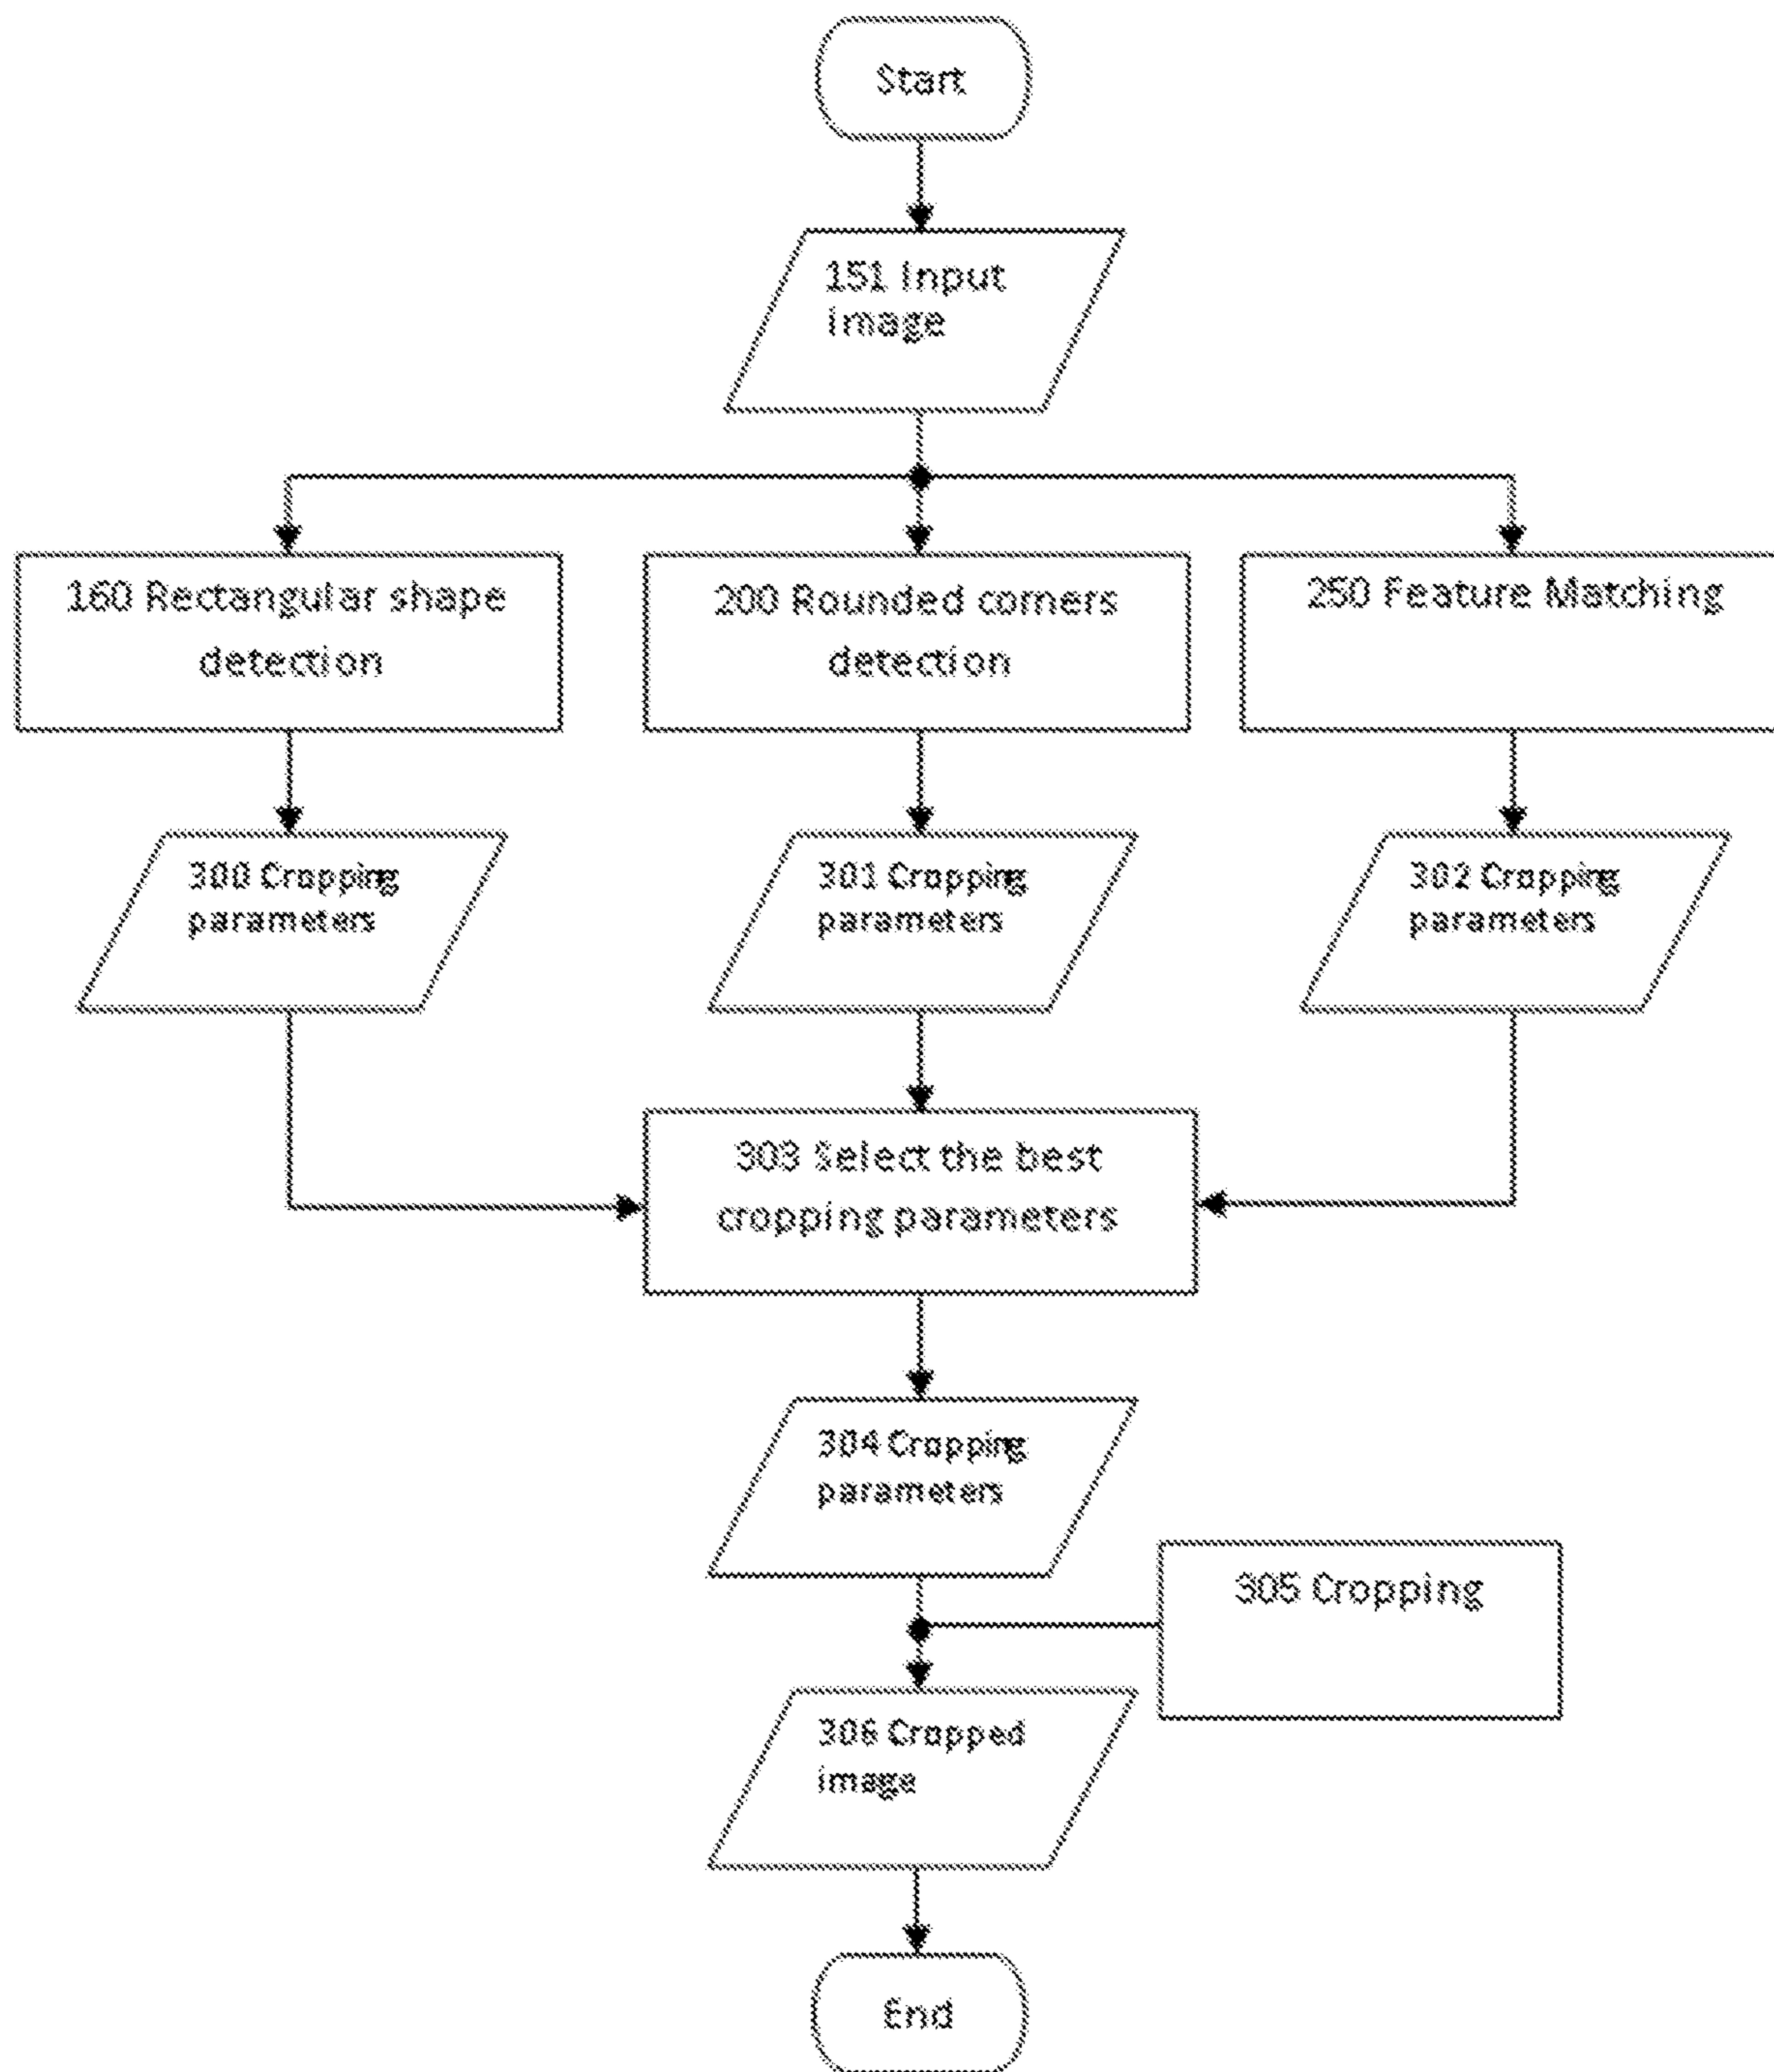 Start
151 Input
image
160 Rectangular shape
detection
200 Rounded corners
detection
250 Feature Matching
300 Cropping
parameters
301 Cropping
parameters
302 Cropping
parameters
303 Select the best
cropping parameters
304 Cropping
parameters
305 Cropping
306 Cropped
image
End